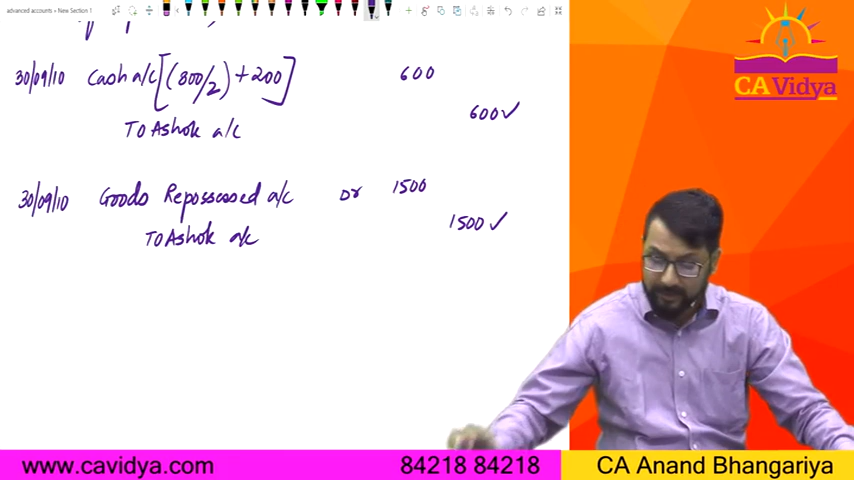 advanced accounts » New Section 1
30/09/10 Cash a/c [(800/2) + 200] 600
To Ashok a/c 600 ✓
30/09/10 Goods Repossessed a/c Dr 1500
To Ashok a/c 1500 ✓
CA Vidya
www.cavidya.com 84218 84218 CA Anand Bhangariya